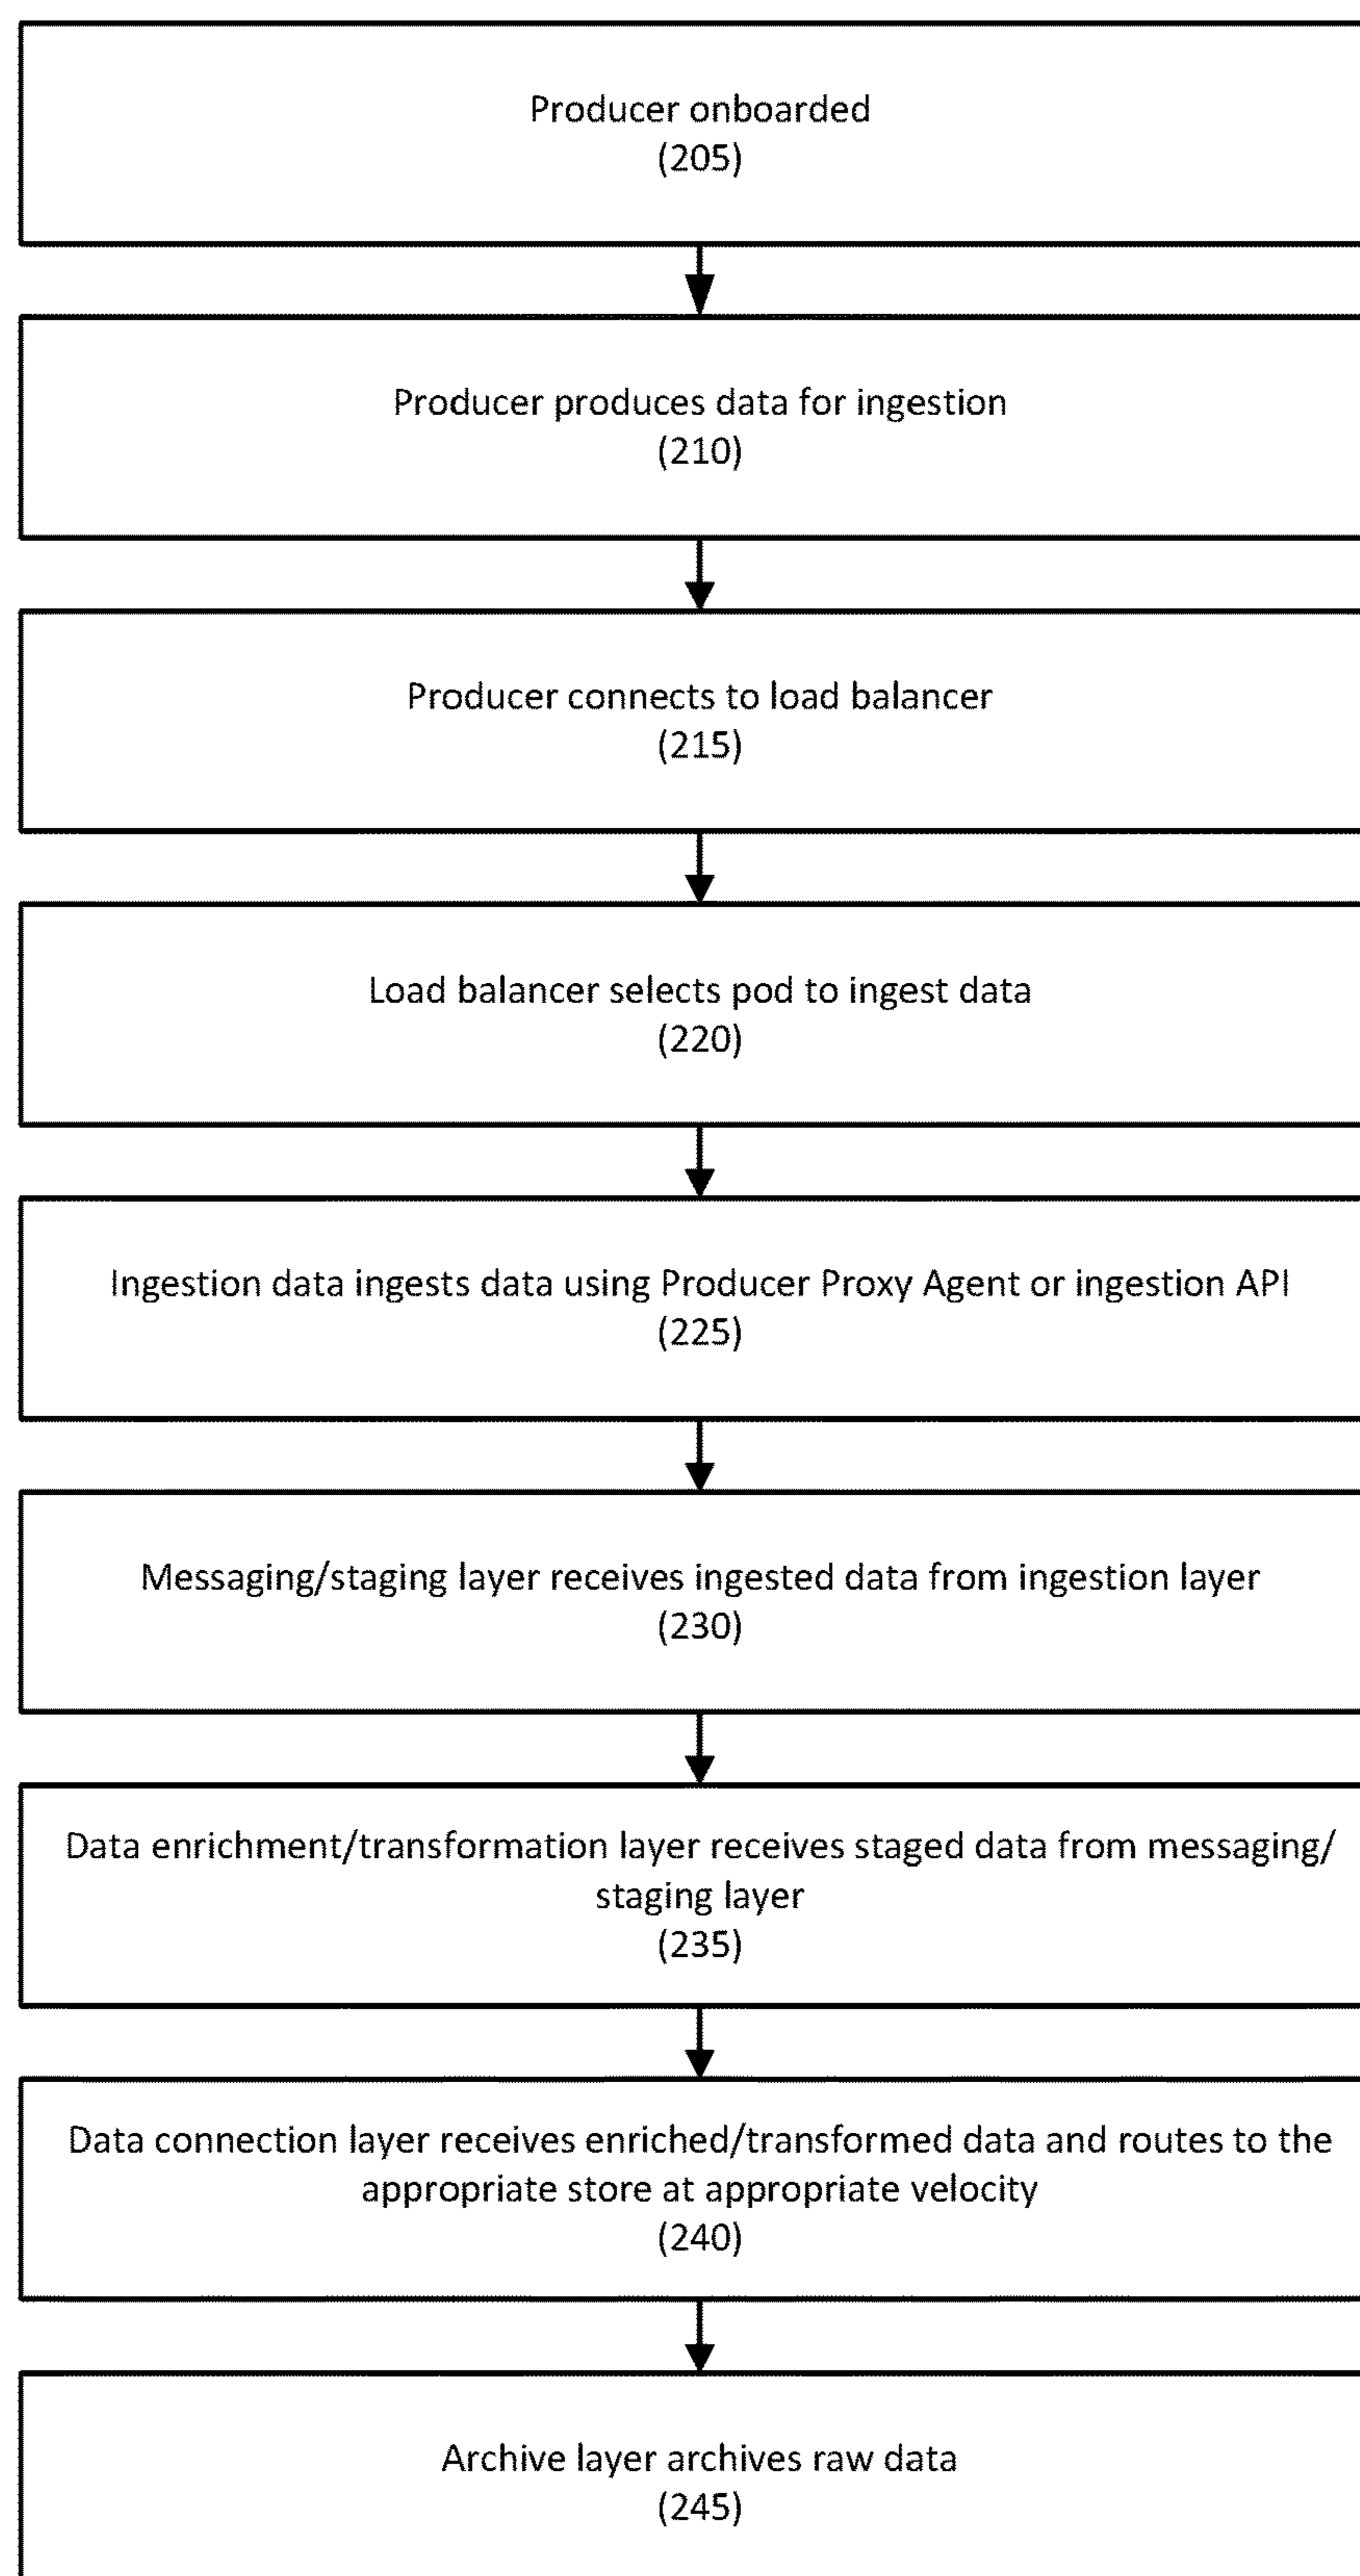 Producer onboarded
(205)
Producer produces data for ingestion
(210)
Producer connects to load balancer
(215)
Load balancer selects pod to ingest data
(220)
Ingestion data ingests data using Producer Proxy Agent or ingestion API
(225)
Messaging/staging layer receives ingested data from ingestion layer
(230)
Data enrichment/transformation layer receives staged data from messaging/
staging layer
(235)
Data connection layer receives enriched/transformed data and routes to the
appropriate store at appropriate velocity
(240)
Archive layer archives raw data
(245)